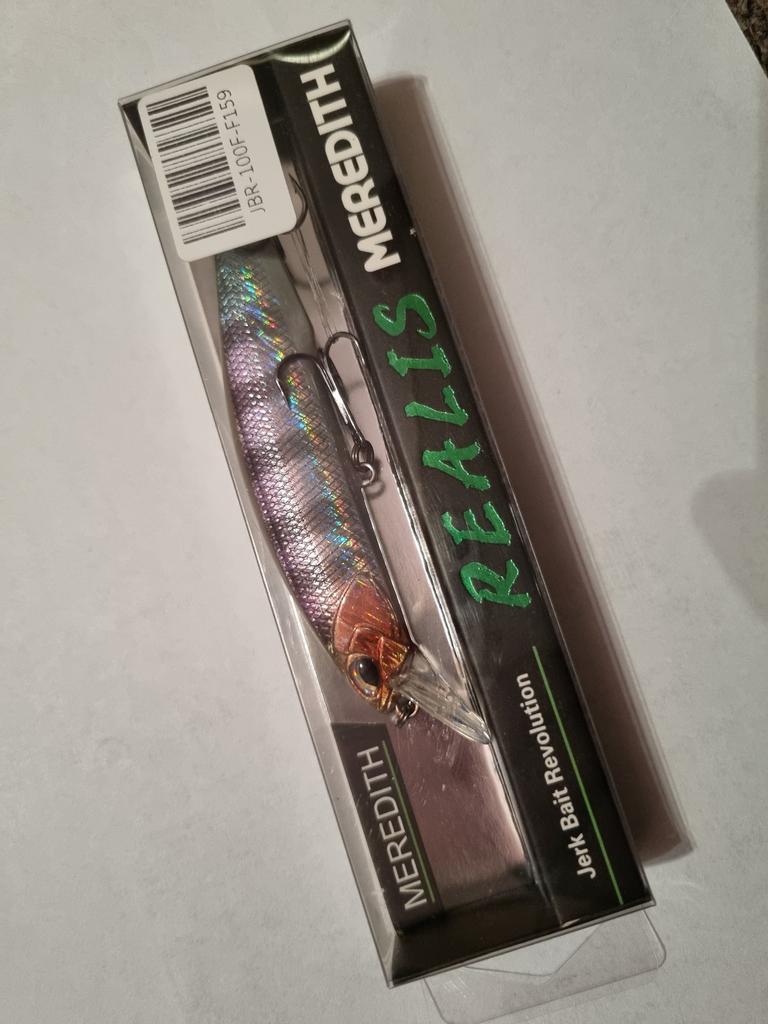 JBR-100F-F159
MEREDITH
REALIS
Jerk Bait Revolution
MEREDITH